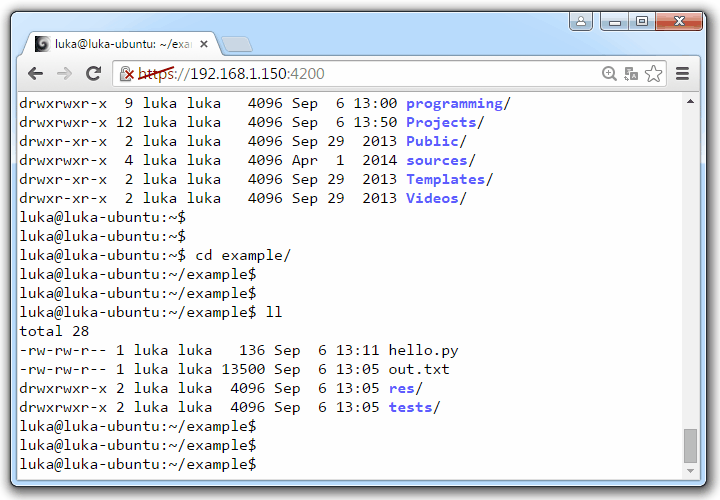 luka@luka-ubuntu: ~/exam
https://192.168.1.150:4200
drwxrwxr-x  9 luka luka   4096 Sep  6 13:00 programming/
drwxrwxr-x 12 luka luka   4096 Sep  6 13:50 Projects/
drwxr-xr-x  2 luka luka   4096 Sep 29  2013 Public/
drwxrwxr-x  4 luka luka   4096 Apr  1  2014 sources/
drwxr-xr-x  2 luka luka   4096 Sep 29  2013 Templates/
drwxr-xr-x  2 luka luka   4096 Sep 29  2013 Videos/
luka@luka-ubuntu:~$
luka@luka-ubuntu:~$
luka@luka-ubuntu:~$ cd example/
luka@luka-ubuntu:~/example$
luka@luka-ubuntu:~/example$
luka@luka-ubuntu:~/example$ ll
total 28
-rw-rw-r-- 1 luka luka   136 Sep  6 13:11 hello.py
-rw-rw-r-- 1 luka luka 13500 Sep  6 13:05 out.txt
drwxrwxr-x 2 luka luka  4096 Sep  6 13:05 res/
drwxrwxr-x 2 luka luka  4096 Sep  6 13:05 tests/
luka@luka-ubuntu:~/example$
luka@luka-ubuntu:~/example$
luka@luka-ubuntu:~/example$